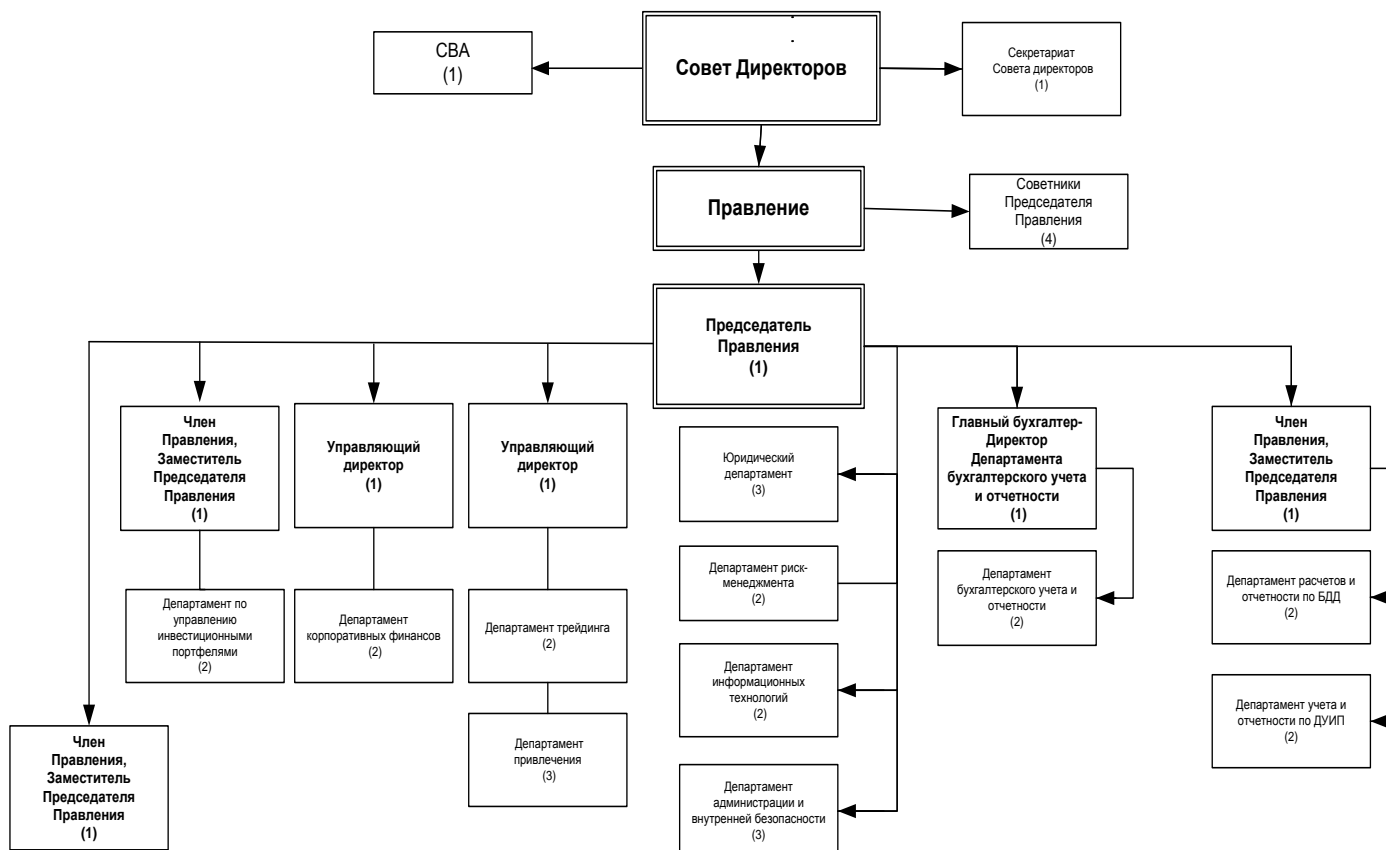 СВА
(1)
Совет Директоров
Секретариат
Совета директоров
(1)
Правление
Советники
Председателя
Правления
(4)
Председатель
Правления
(1)
Член
Правления,
Заместитель
Председателя
Правления
(1)
Управляющий
директор
(1)
Управляющий
директор
(1)
Юридический
департамент
(3)
Главный бухгалтер-
Директор
Департамента
бухгалтерского учета
и отчетности
(1)
Член
Правления,
Заместитель
Председателя
Правления
(1)
Департамент по
управлению
инвестиционными
портфелями
(2)
Департамент
корпоративных финансов
(2)
Департамент трейдинга
(2)
Департамент риск-
менеджмента
(2)
Департамент
бухгалтерского учета и
отчетности
(2)
Департамент расчетов и
отчетности по БДД
(2)
Департамент
информационных
технологий
(2)
Департамент учета и
отчетности по ДУИП
(2)
Член
Правления,
Заместитель
Председателя
Правления
(1)
Департамент
привлечения
(3)
Департамент
администрации и
внутренней безопасности
(3)